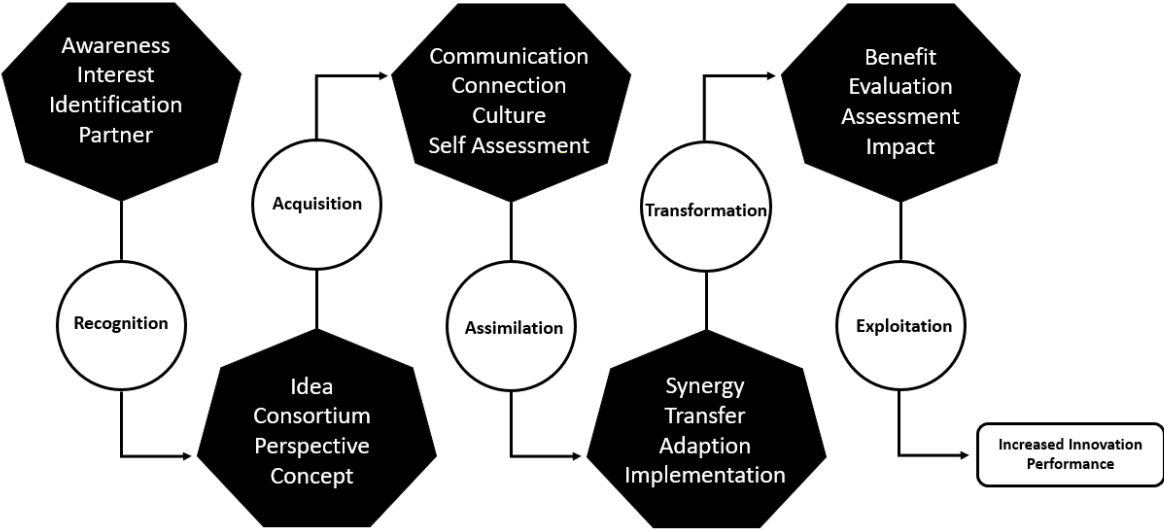 Awareness
Interest
Identification
Partner
Recognition
Idea
Consortium
Perspective
Concept
Acquisition
Communication
Connection
Culture
Self Assessment
Assimilation
Synergy
Transfer
Adaption
Implementation
Transformation
Benefit
Evaluation
Assessment
Impact
Exploitation
Increased Innovation
Performance